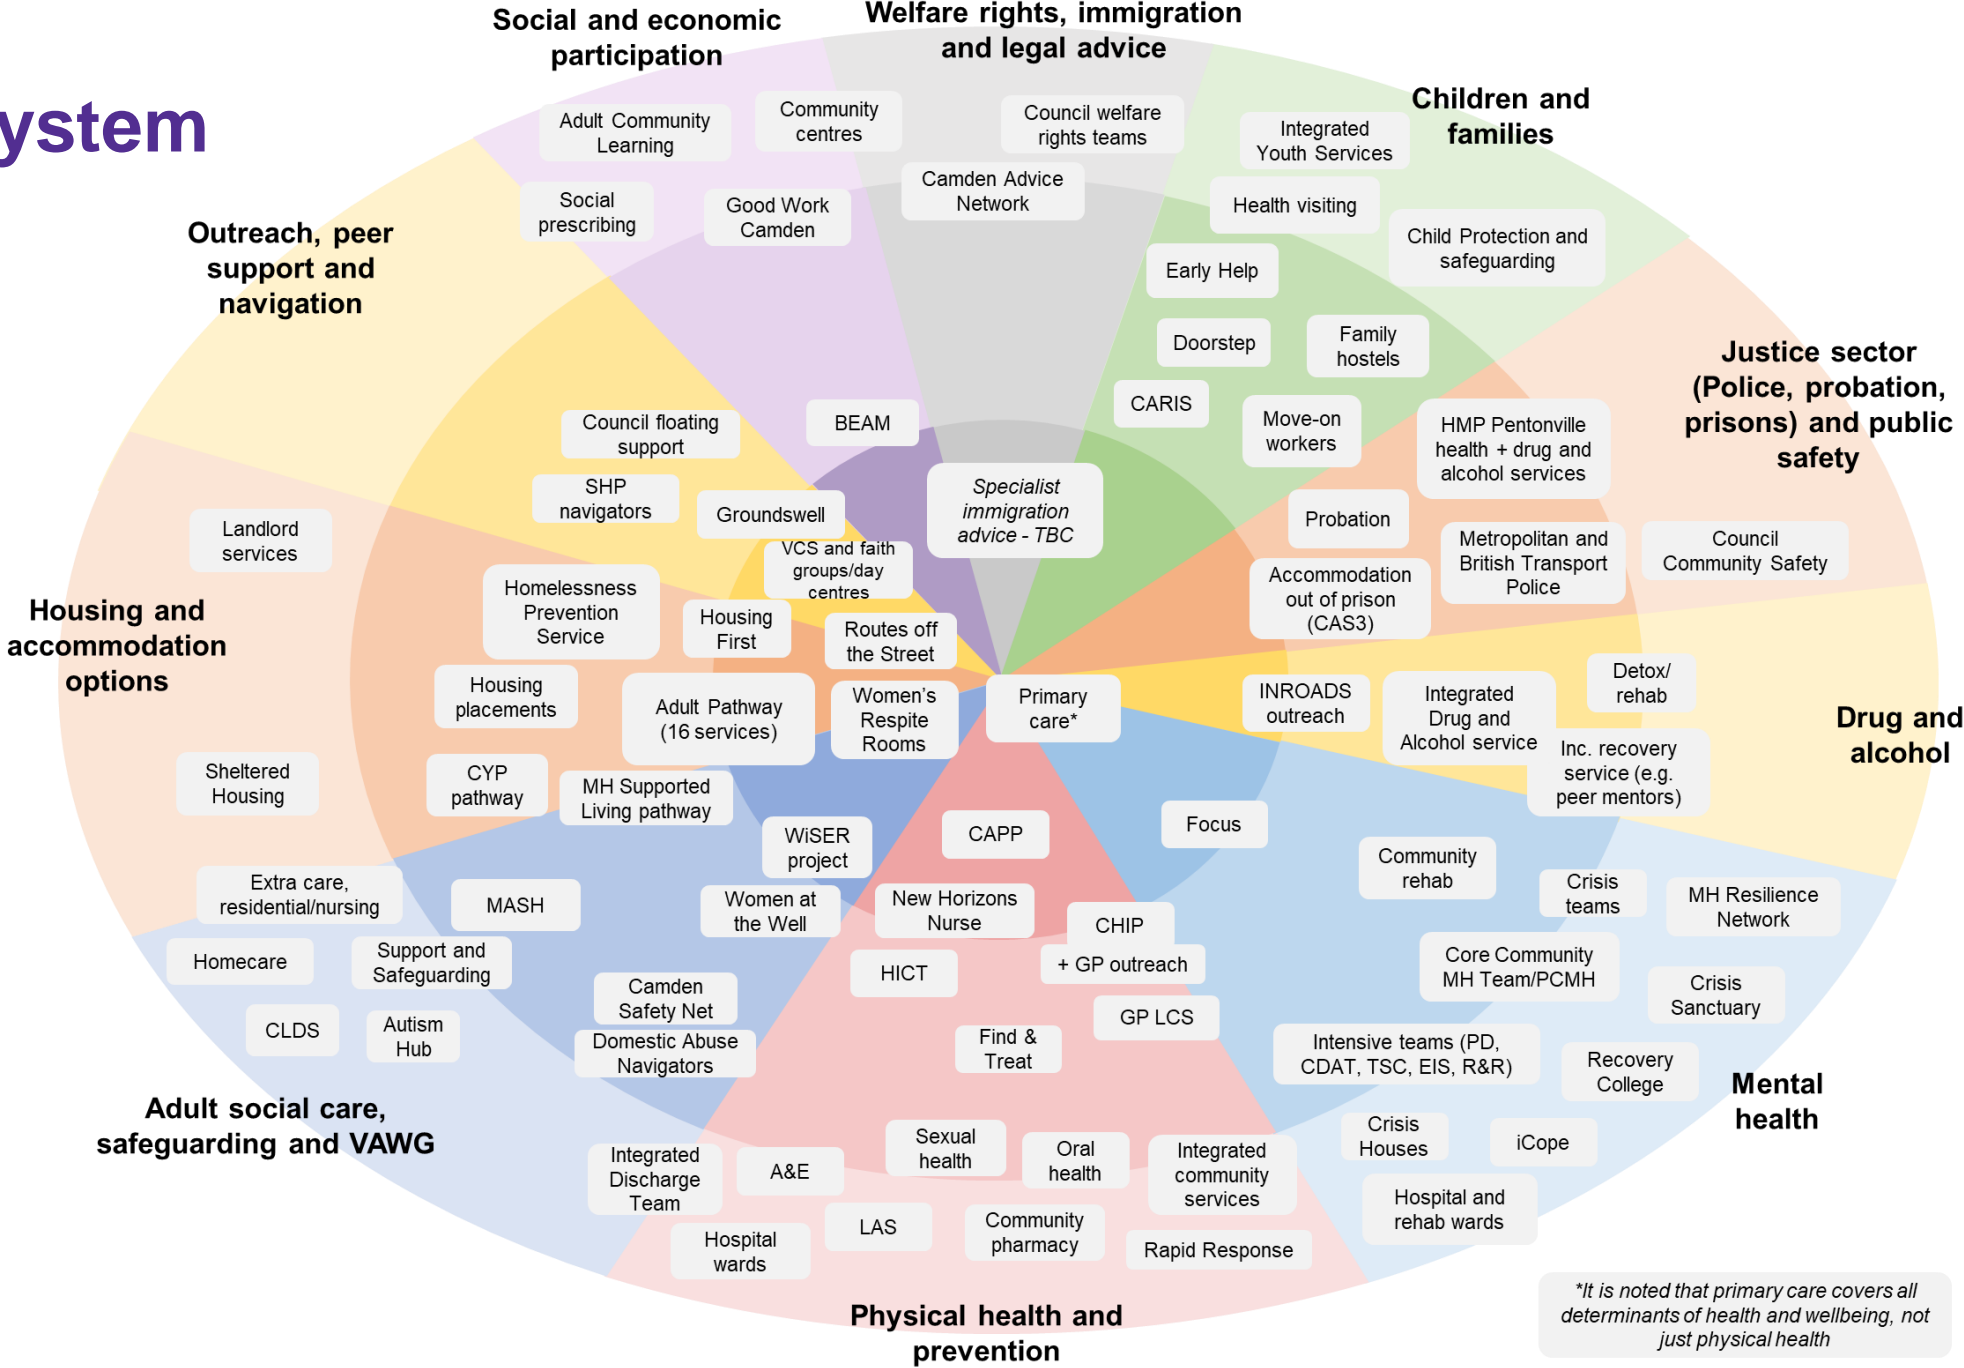 ystem
Social and economic
participation
Welfare rights, immigration
and legal advice
Children and
families
Justice sector
(Police, probation,
prisons) and public
safety
Drug and
alcohol
Mental
health
Physical health and
prevention
Adult social care,
safeguarding and VAWG
Housing and
accommodation
options
Outreach, peer
support and
navigation
Adult Community
Learning
Community
centres
Social
prescribing
Good Work
Camden
BEAM
Council welfare
rights teams
Camden Advice
Network
Specialist
immigration
advice - TBC
Integrated
Youth Services
Health visiting
Child Protection and
safeguarding
Early Help
Doorstep
Family
hostels
CARIS
Move-on
workers
HMP Pentonville
health + drug and
alcohol services
Probation
Metropolitan and
British Transport
Police
Council
Community Safety
Accommodation
out of prison
(CAS3)
INROADS
outreach
Integrated
Drug and
Alcohol service
Detox/
rehab
Inc. recovery
service (e.g.
peer mentors)
Focus
Community
rehab
Crisis
teams
MH Resilience
Network
Core Community
MH Team/PCMH
Crisis
Sanctuary
Intensive teams (PD,
CDAT, TSC, EIS, R&R)
Recovery
College
Crisis
Houses
iCope
Hospital and
rehab wards
Primary
care*
CAPP
New Horizons
Nurse
CHIP
+ GP outreach
HICT
GP LCS
Find &
Treat
Sexual
health
Oral
health
Integrated
community
services
Integrated
Discharge
Team
A&E
LAS
Community
pharmacy
Rapid Response
Hospital
wards
WiSER
project
Women at
the Well
MASH
Extra care,
residential/nursing
Homecare
Support and
Safeguarding
Camden
Safety Net
CLDS
Autism
Hub
Domestic Abuse
Navigators
Landlord
services
Homelessness
Prevention
Service
Housing
First
Housing
placements
Adult Pathway
(16 services)
Women's
Respite
Rooms
Sheltered
Housing
CYP
pathway
MH Supported
Living pathway
Council floating
support
SHP
navigators
Groundswell
VCS and faith
groups/day
centres
Routes off
the Street
*It is noted that primary care covers all
determinants of health and wellbeing, not
just physical health